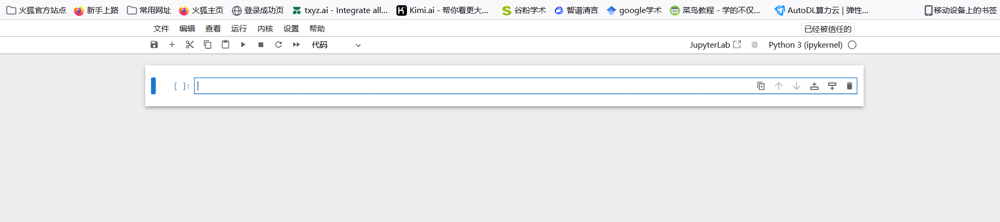 火狐官方站点 新手上路 常用网址 火狐主页 登录成功页 txyz.ai - Integrate all... Kimi.ai - 帮你看更大... 谷粉学术 智谱清言 google学术 菜鸟教程 - 学的不仅... AutoDL算力云 | 弹性... 移动设备上的书签
文件 编辑 查看 运行 内核 设置 帮助 已经被信任的
代码 JupyterLab Python 3 (ipykernel)
[ ]: